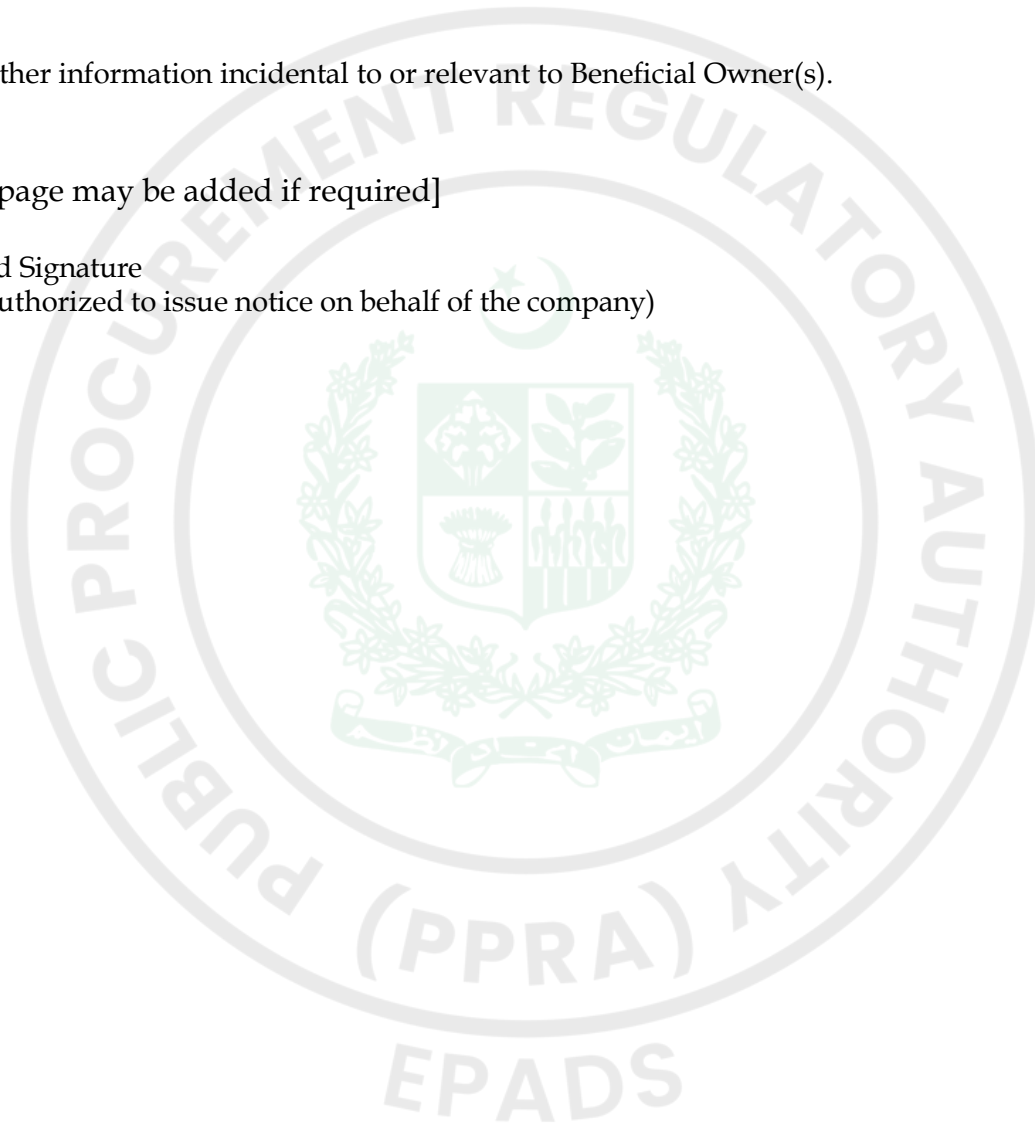 ther information incidental to or relevant to Beneficial Owner(s).
page may be added if required]
d Signature
uthorized to issue notice on behalf of the company)
PUBLIC PROCUREMENT REGULATORY AUTHORITY
(PPRA)
EPADS